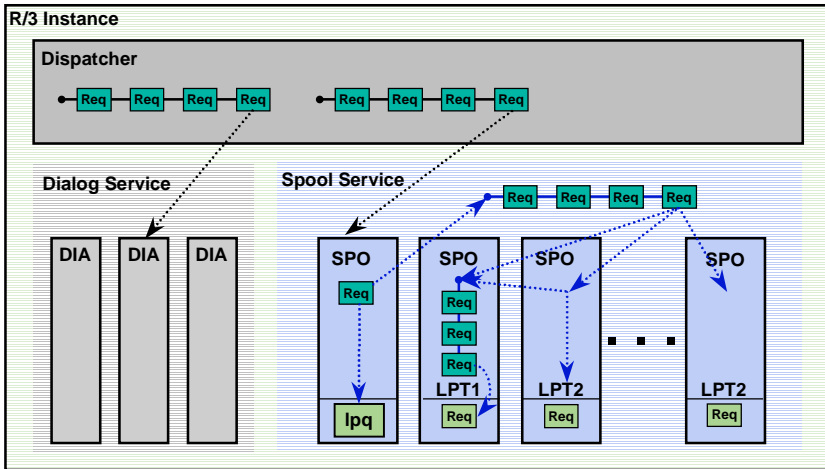 R/3 Instance
Dispatcher
Req Req Req Req Req Req Req Req
Dialog Service
Spool Service
Req Req Req Req
DIA DIA DIA SPO SPO SPO SPO
Req
Req
Req
Req
LPT1 LPT2 LPT2
lpq Req Req Req